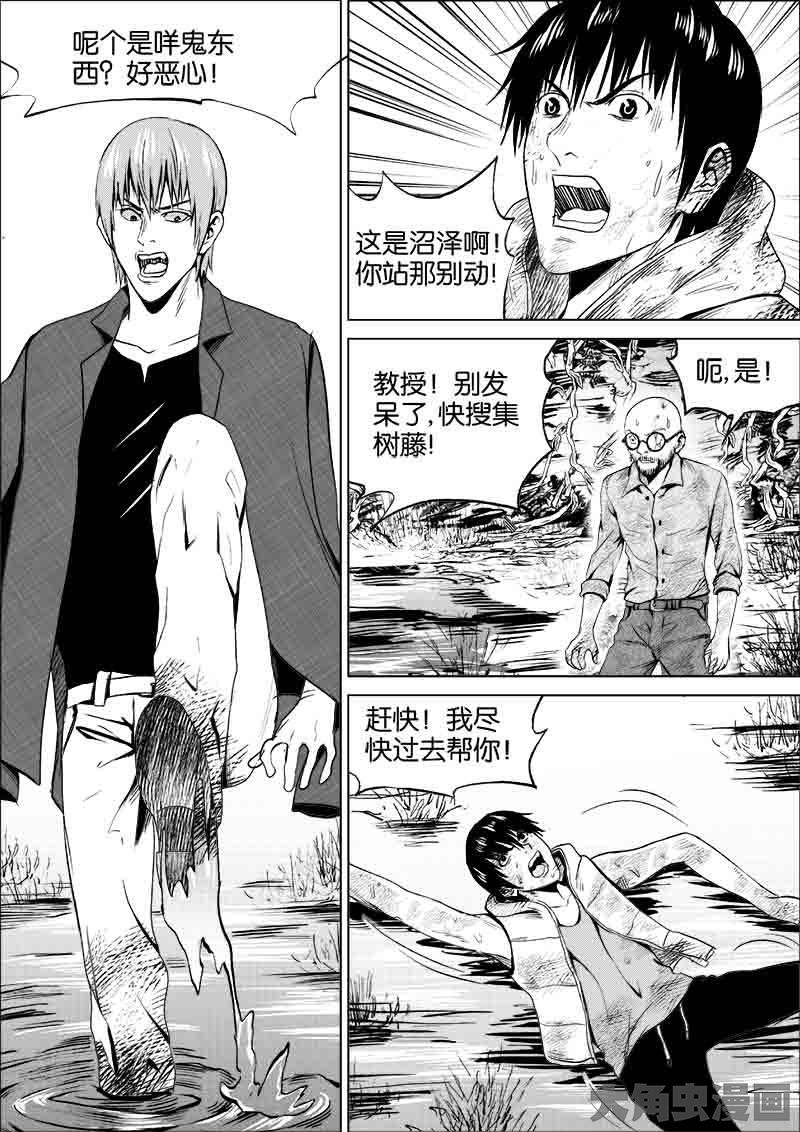 呢个是咩鬼东
西？好恶心！
这是沼泽啊！
你站那别动！
教授！别发
呆了，快搜集
树藤！
呃，是！
赶快！我尽
快过去帮你！
大角虫漫画